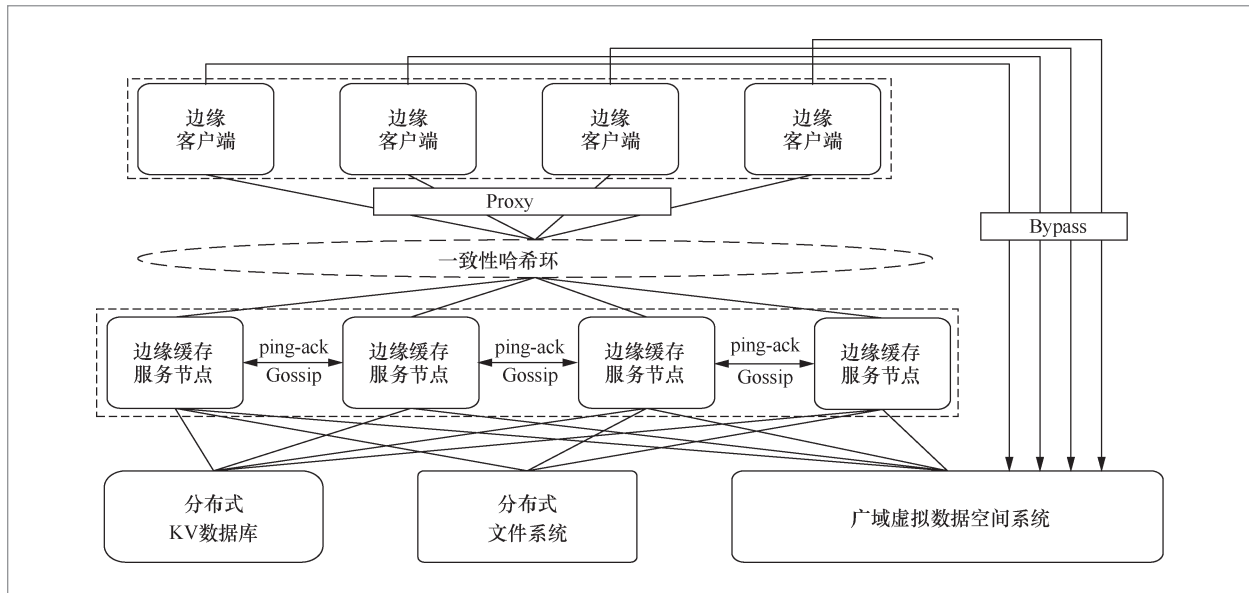 边缘
客户端
边缘
客户端
边缘
客户端
边缘
客户端
Proxy
Bypass
一致性哈希环
边缘缓存
服务节点
ping-ack
Gossip
边缘缓存
服务节点
ping-ack
Gossip
边缘缓存
服务节点
ping-ack
Gossip
边缘缓存
服务节点
分布式
KV数据库
分布式
文件系统
广域虚拟数据空间系统